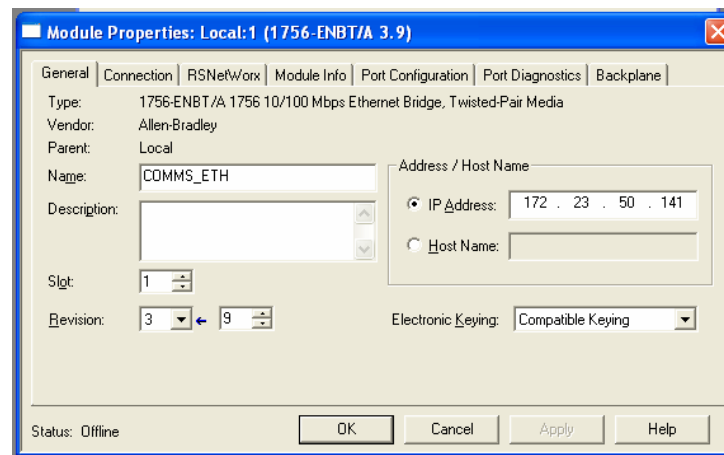 Module Properties: Local:1 (1756-ENBT/A 3.9)
General Connection RSNetWorx Module Info Port Configuration Port Diagnostics Backplane
Type: 1756-ENBT/A 1756 10/100 Mbps Ethernet Bridge, Twisted-Pair Media
Vendor: Allen-Bradley
Parent: Local
Name: COMMS_ETH
Address / Host Name
IP Address: 172 . 23 . 50 . 141
Description:
Host Name:
Slot: 1
Revision: 3 9 Electronic Keying: Compatible Keying
Status: Offline OK Cancel Apply Help